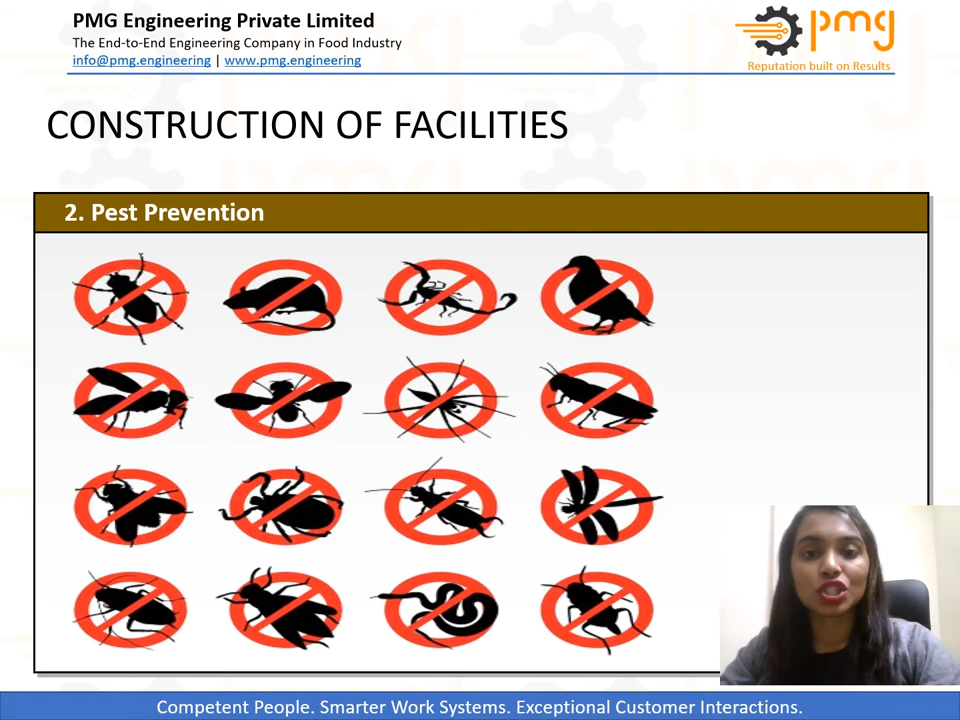 PMG Engineering Private Limited
The End-to-End Engineering Company in Food Industry
info@pmg.engineering | www.pmg.engineering
pmg
Reputation built on Results
CONSTRUCTION OF FACILITIES
2. Pest Prevention
Competent People. Smarter Work Systems. Exceptional Customer Interactions.